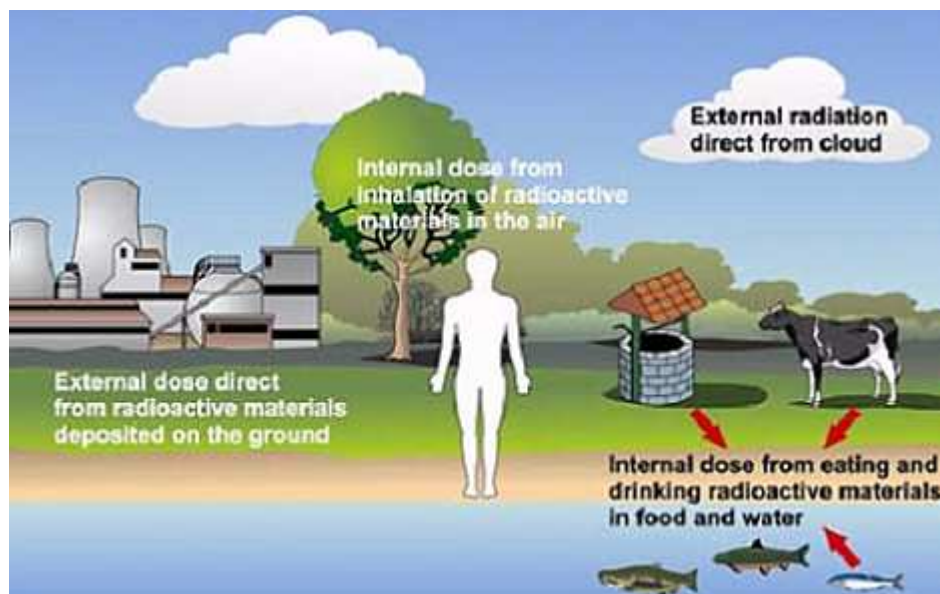 External radiation
direct from cloud
Internal dose from
inhalation of radioactive
materials in the air
External dose direct
from radioactive materials
deposited on the ground
Internal dose from eating and
drinking radioactive materials
in food and water